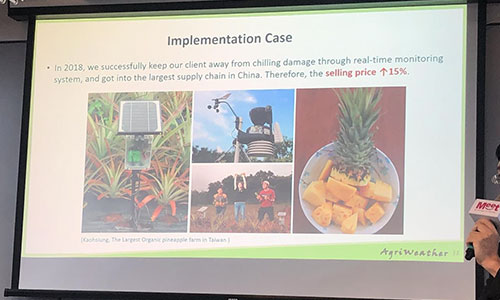 Implementation Case
• In 2018, we successfully keep our client away from chilling damage through real-time monitoring
system, and got into the largest supply chain in China. Therefore, the selling price ↑15%.
(Kaohsiung, The Largest Organic pineapple farm in Taiwan )
AgriWeather
Meet